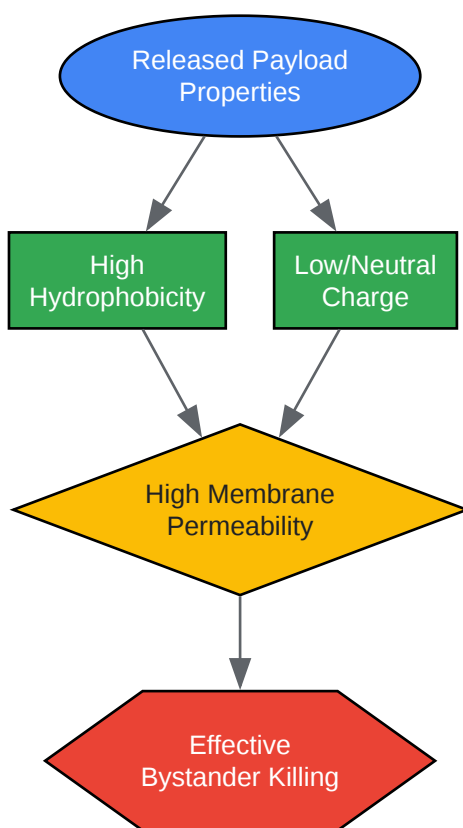 Released Payload
Properties
High
Hydrophobicity
Low/Neutral
Charge
High Membrane
Permeability
Effective
Bystander Killing